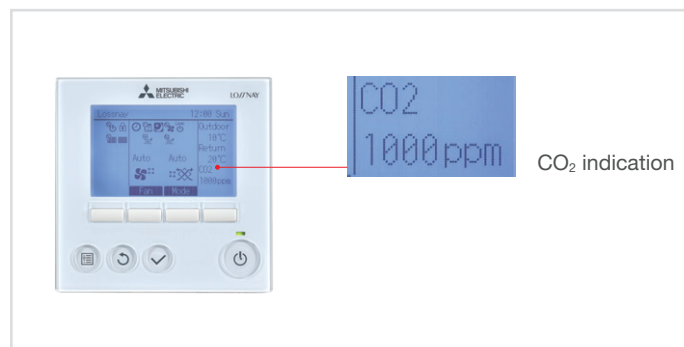 MITSUBISHI
ELECTRIC
LOSSNAY
Lossnay 12:00 Sun
Outdoor
10℃
Return
20℃
Auto Auto
CO2
1000ppm
Fan Mode
CO2
1000ppm
CO₂ indication